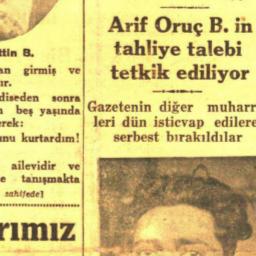 ttin B.
an girmiş ve
ır.
diseden sonra
n beş yaşında
erek:
unu kurtardım!
ailevidir ve
e tanışmakta
sahifede]
rımız
Arif Oruç B. in
tahliye talebi
tetkik ediliyor
Gazetenin diğer muharr
leri dün isticvap edilere
serbest bırakıldılar